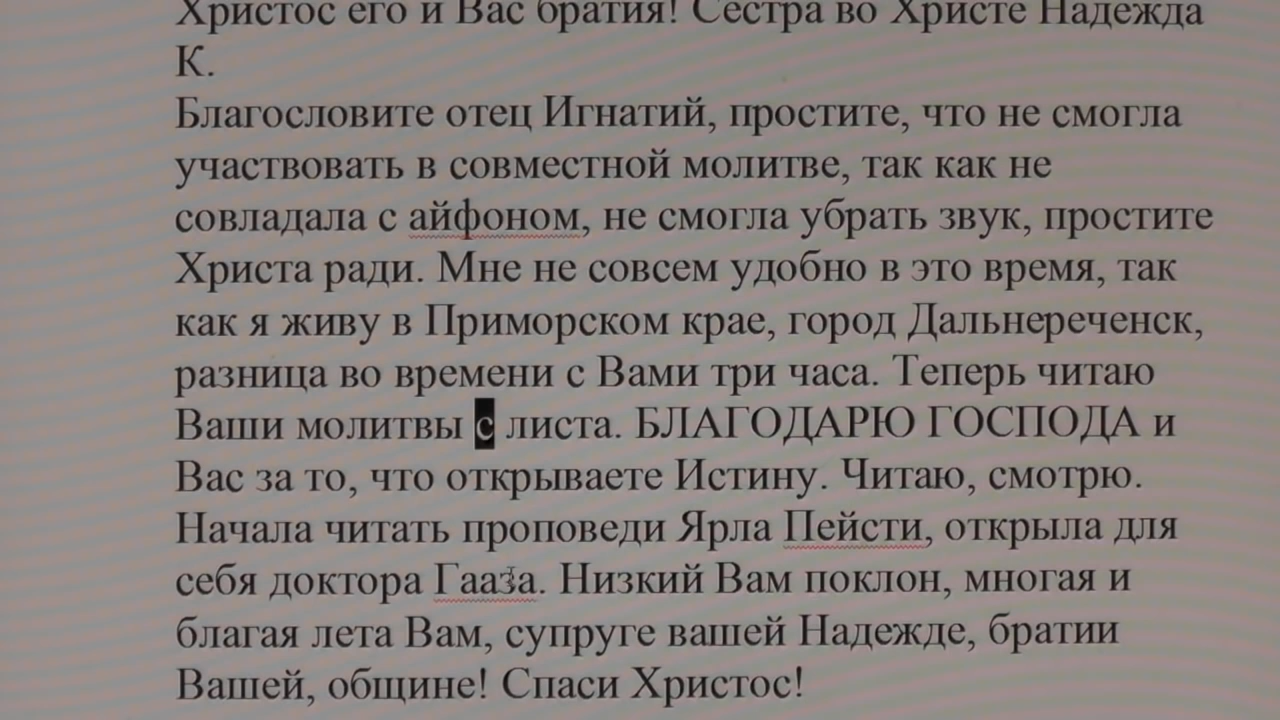 Христос его и Вас братия! Сестра во Христе Надежда
К.
Благословите отец Игнатий, простите, что не смогла
участвовать в совместной молитве, так как не
совладала с айфоном, не смогла убрать звук, простите
Христа ради. Мне не совсем удобно в это время, так
как я живу в Приморском крае, город Дальнереченск,
разница во времени с Вами три часа. Теперь читаю
Ваши молитвы с листа. БЛАГОДАРЮ ГОСПОДА и
Вас за то, что открываете Истину. Читаю, смотрю.
Начала читать проповеди Ярла Пейсти, открыла для
себя доктора Гааза. Низкий Вам поклон, многая и
благая лета Вам, супруге вашей Надежде, братии
Вашей, общине! Спаси Христос!